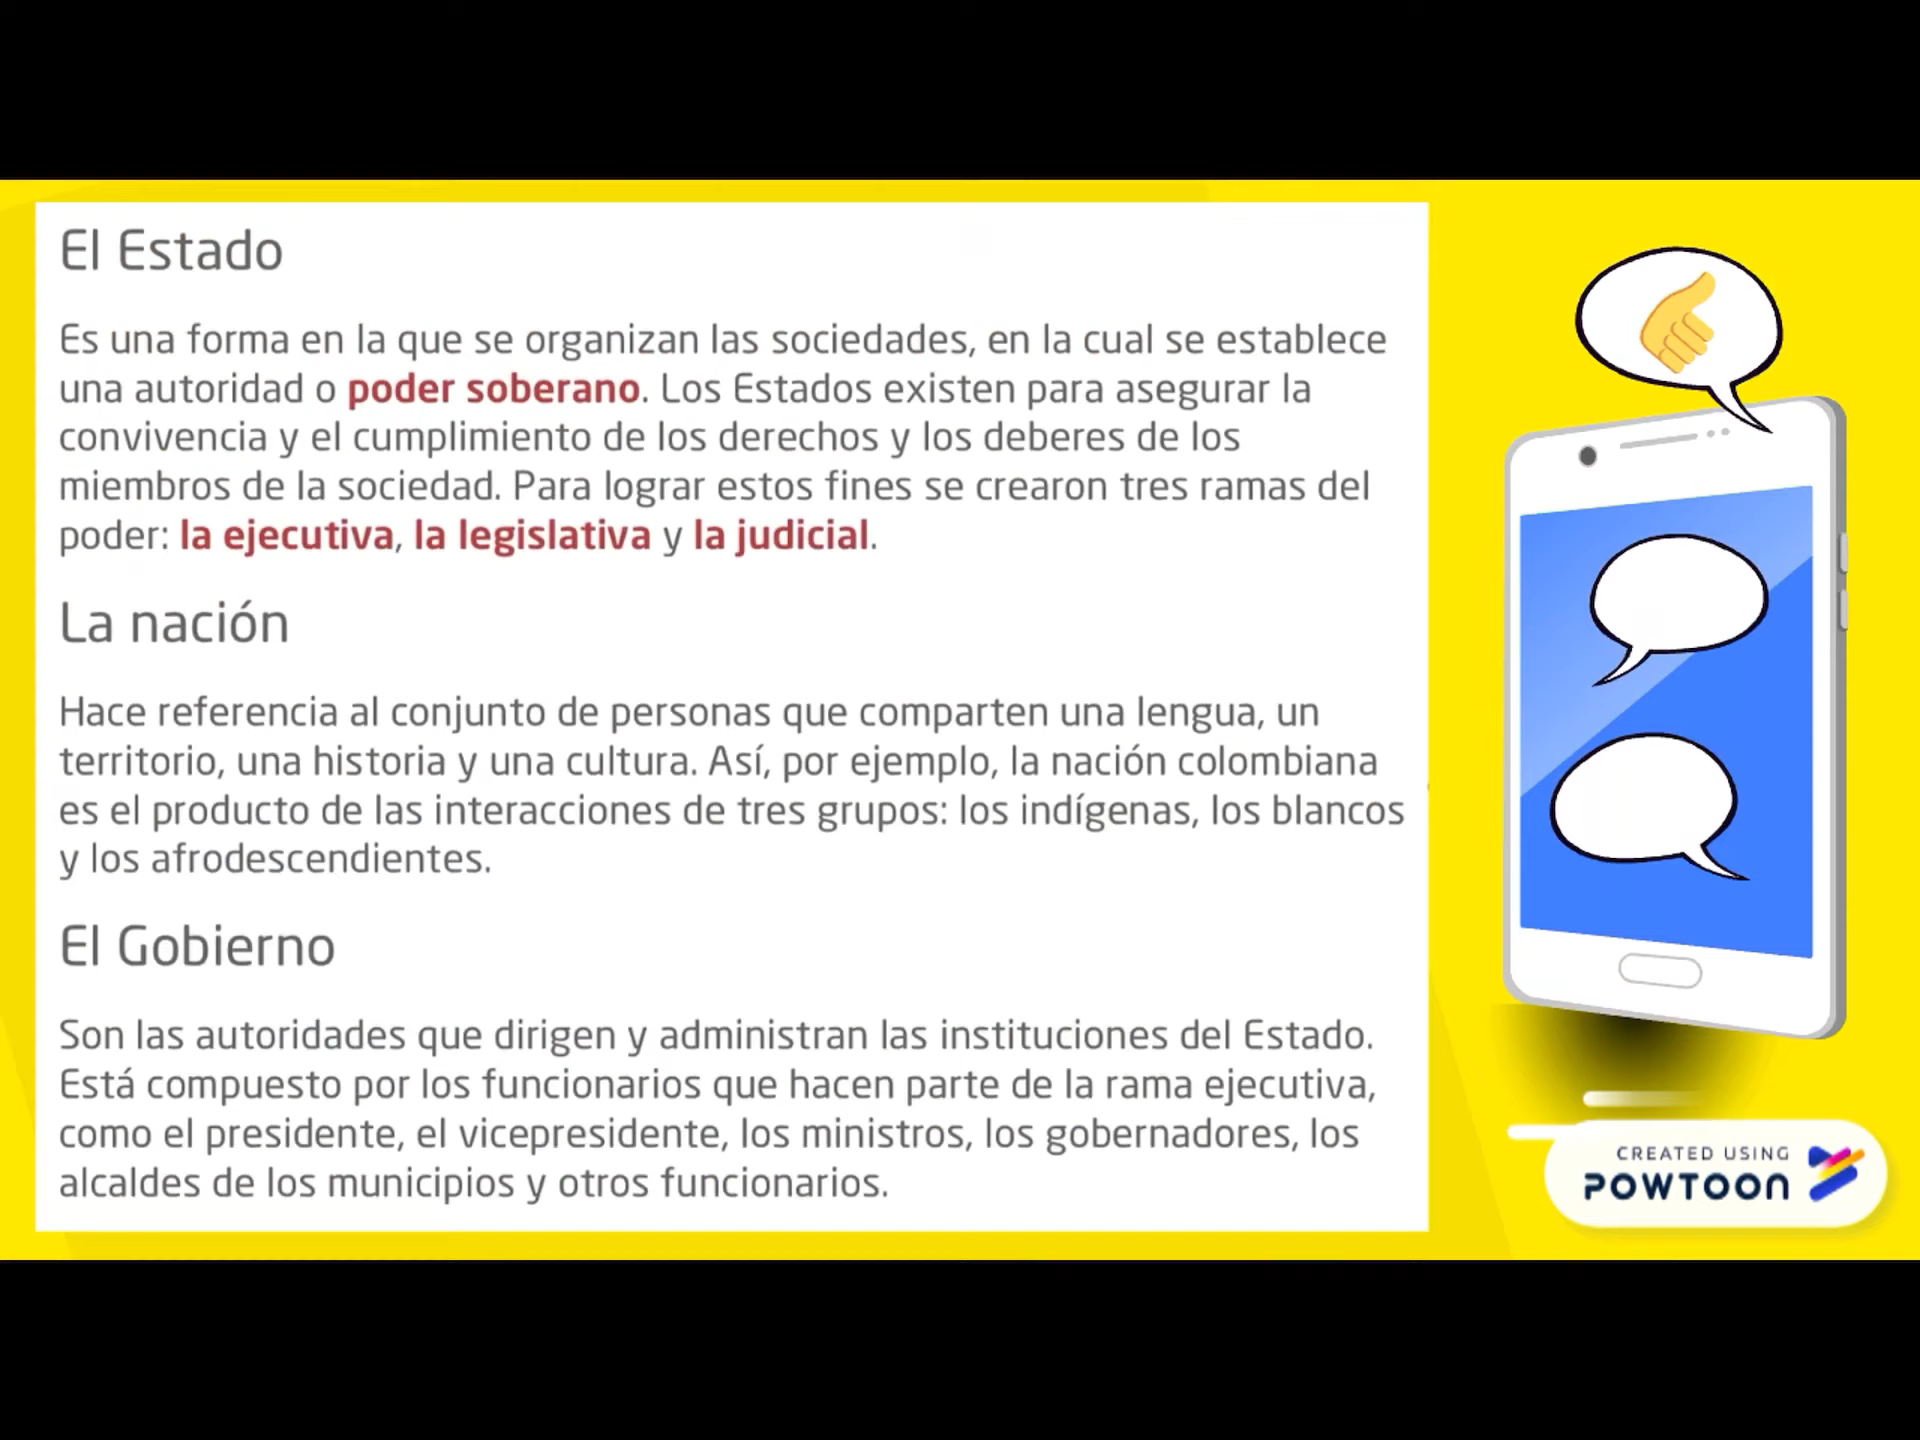 El Estado
Es una forma en la que se organizan las sociedades, en la cual se establece
una autoridad o poder soberano. Los Estados existen para asegurar la
convivencia y el cumplimiento de los derechos y los deberes de los
miembros de la sociedad. Para lograr estos fines se crearon tres ramas del
poder: la ejecutiva, la legislativa y la judicial.
La nación
Hace referencia al conjunto de personas que comparten una lengua, un
territorio, una historia y una cultura. Así, por ejemplo, la nación colombiana
es el producto de las interacciones de tres grupos: los indígenas, los blancos
y los afrodescendientes.
El Gobierno
Son las autoridades que dirigen y administran las instituciones del Estado.
Está compuesto por los funcionarios que hacen parte de la rama ejecutiva,
como el presidente, el vicepresidente, los ministros, los gobernadores, los
alcaldes de los municipios y otros funcionarios.
CREATED USING
POWTOON